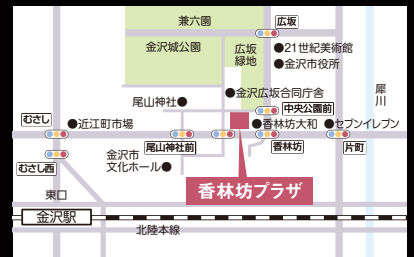 兼六園
広坂
金沢城公園
広坂
緑地
●21世紀美術館
●金沢市役所
犀
川
●金沢広坂合同庁舎
尾山神社●
中央公園前
むさし
●近江町市場
●香林坊大和
●セブンイレブン
尾山神社前
香林坊
片町
むさし西
金沢市
文化ホール●
香林坊プラザ
東口
金沢駅
北陸本線